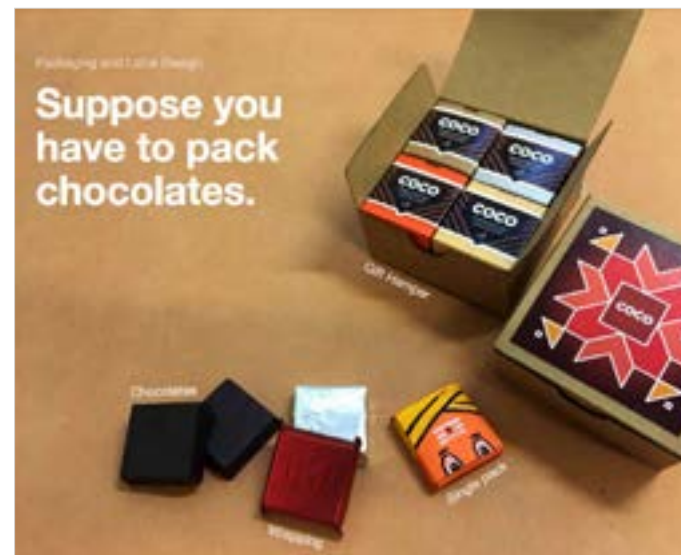 Packaging and Label Design
Suppose you
have to pack
chocolates.
COCO
COCO
COCO
COCO
Gift Hamper
COCO
Chocolates
Wrapping
Single pack